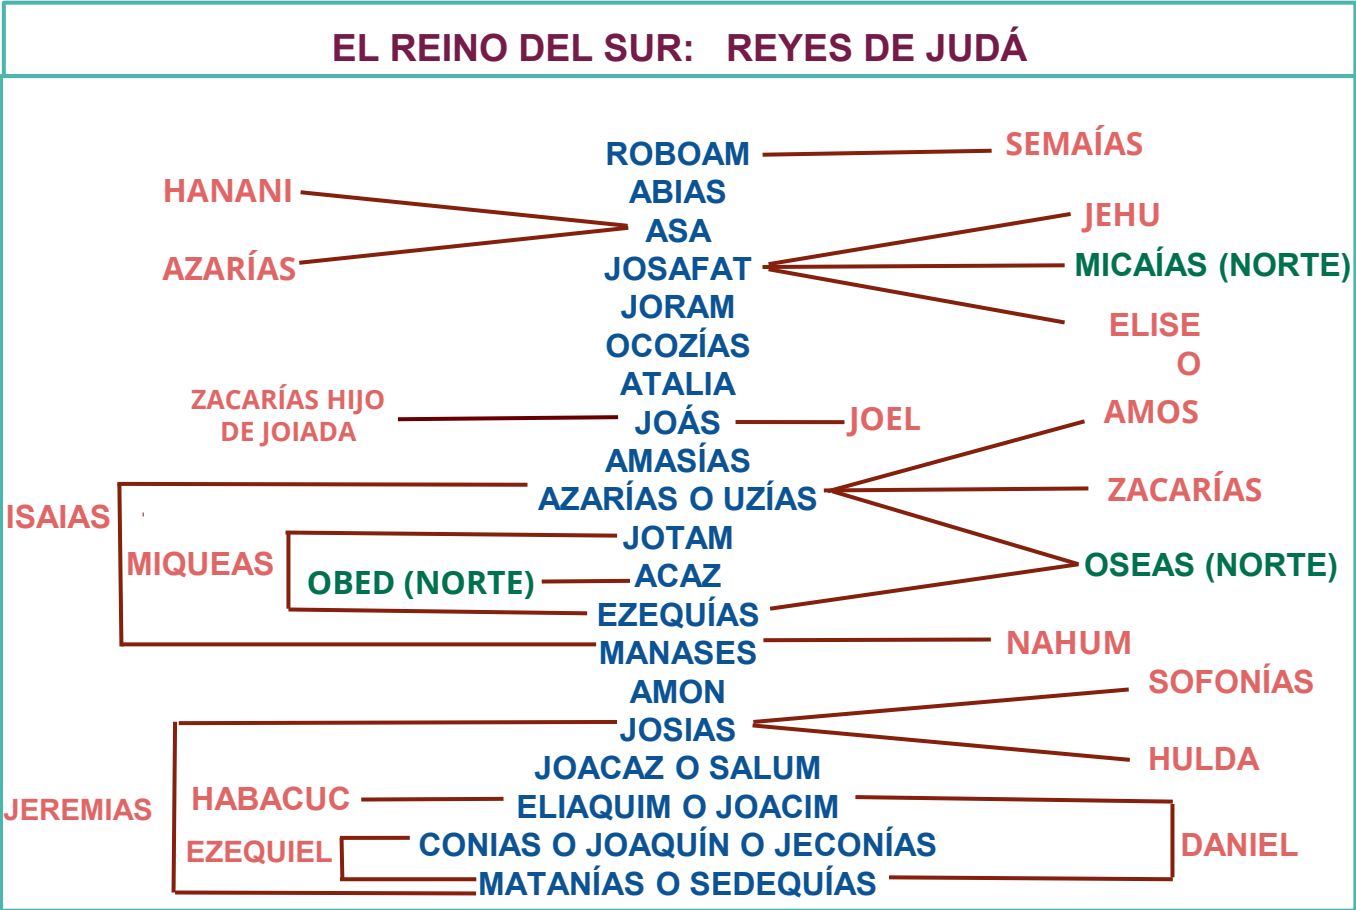 EL REINO DEL SUR: REYES DE JUDÁ
ROBOAM
SEMAÍAS
HANANI
ABIAS
JEHU
ASA
AZARÍAS
JOSAFAT
MICAÍAS (NORTE)
JORAM
ELISE
O
OCOZÍAS
ATALIA
ZACARÍAS HIJO
DE JOIADA
JOÁS
JOEL
AMOS
AMASÍAS
AZARÍAS O UZÍAS
ZACARÍAS
ISAIAS
JOTAM
MIQUEAS
OBED (NORTE)
ACAZ
OSEAS (NORTE)
EZEQUÍAS
MANASES
NAHUM
AMON
SOFONÍAS
JOSIAS
JOACAZ O SALUM
HULDA
JEREMIAS
HABACUC
ELIAQUIM O JOACIM
EZEQUIEL
CONIAS O JOAQUÍN O JECONÍAS
DANIEL
MATANÍAS O SEDEQUÍAS